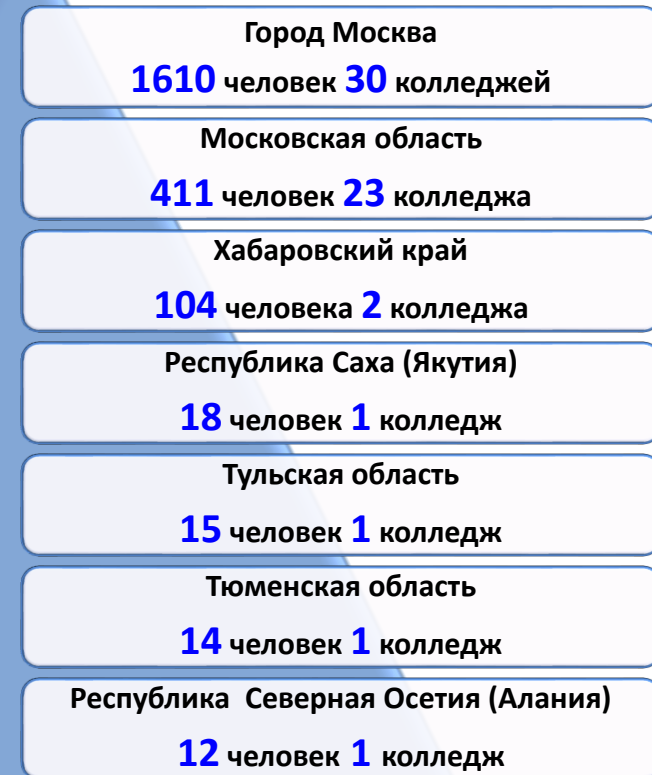 Город Москва
1610 человек 30 колледжей
Московская область
411 человек 23 колледжа
Хабаровский край
104 человека 2 колледжа
Республика Саха (Якутия)
18 человек 1 колледж
Тульская область
15 человек 1 колледж
Тюменская область
14 человек 1 колледж
Республика Северная Осетия (Алания)
12 человек 1 колледж